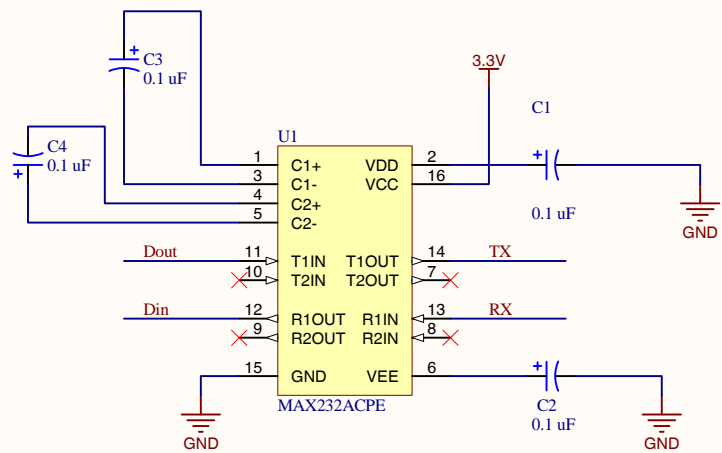 +
C3
0.1 uF
C4
0.1 uF
+
3.3V
C1
+
0.1 uF
GND
U1
1 C1+ VDD 2
3 C1- VCC 16
4 C2+
5 C2-
Dout 11 T1IN T1OUT 14 TX
10 T2IN T2OUT 7
Din 12 R1OUT R1IN 13 RX
9 R2OUT R2IN 8
15 GND VEE 6
MAX232ACPE
+
C2
0.1 uF
GND
GND